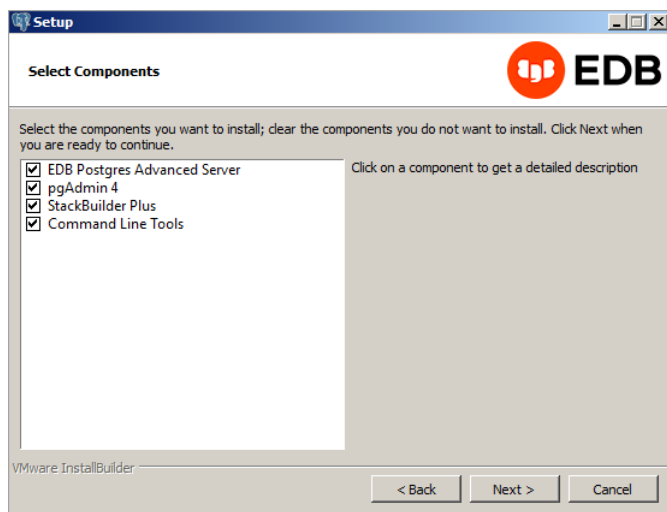 Setup
Select Components
EDB
Select the components you want to install; clear the components you do not want to install. Click Next when
you are ready to continue.
EDB Postgres Advanced Server
pgAdmin 4
StackBuilder Plus
Command Line Tools
Click on a component to get a detailed description
VMware InstallBuilder
< Back
Next >
Cancel